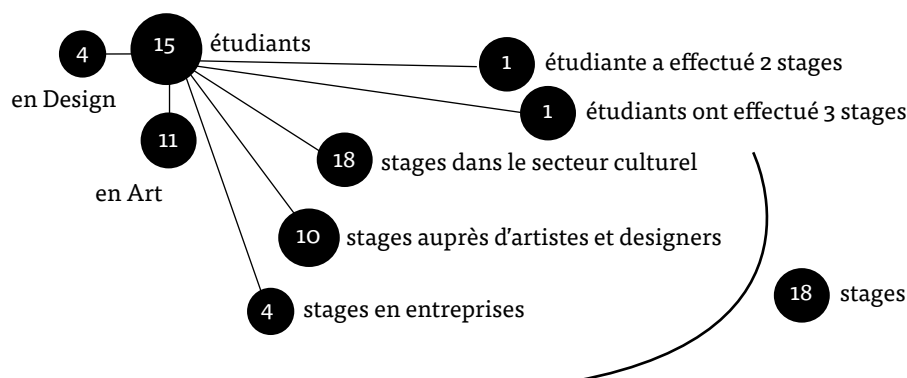 15 étudiants
4
en Design
11
en Art
1 étudiante a effectué 2 stages
1 étudiants ont effectué 3 stages
18 stages dans le secteur culturel
10 stages auprès d'artistes et designers
4 stages en entreprises
18 stages